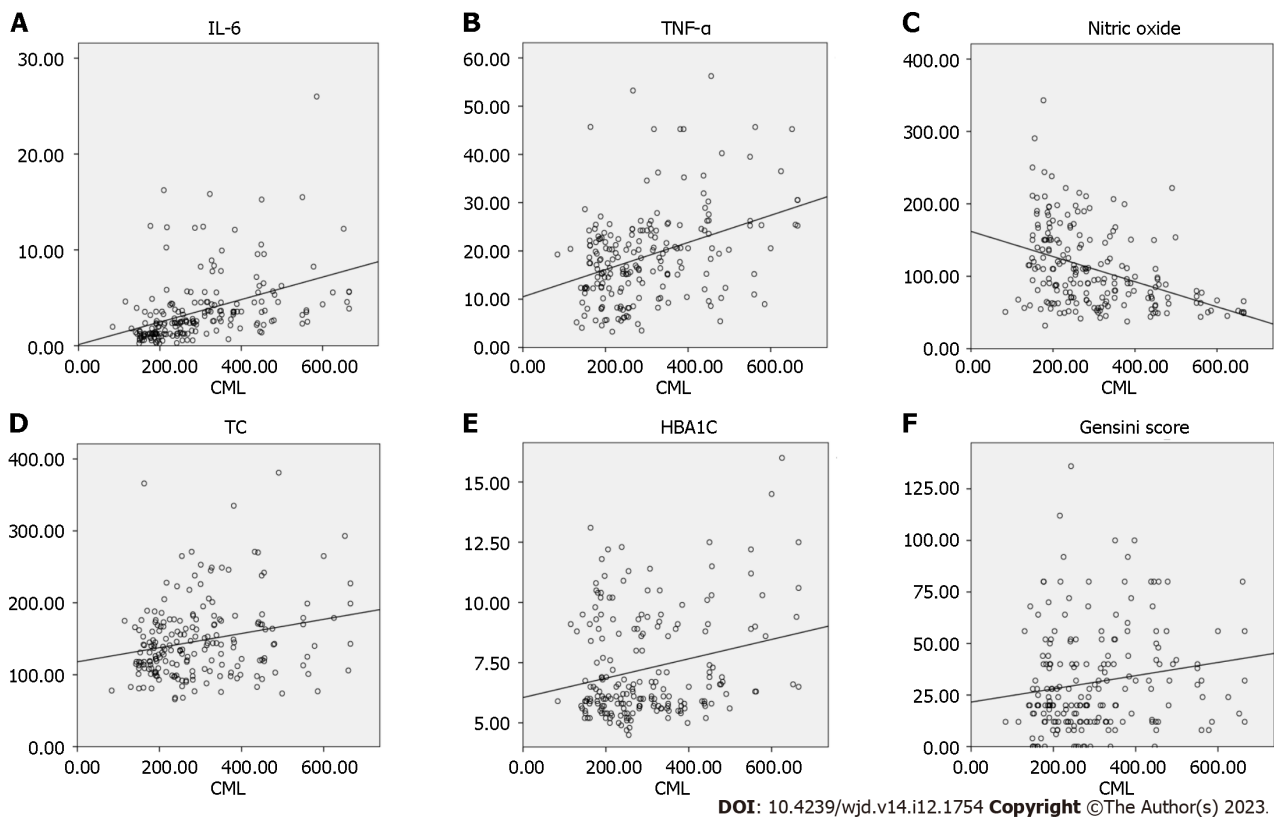 A
IL-6
30.00
20.00
10.00
0.00
0.00 200.00 400.00 600.00
CML
B
TNF-α
60.00
50.00
40.00
30.00
20.00
10.00
0.00
0.00 200.00 400.00 600.00
CML
C
Nitric oxide
400.00
300.00
200.00
100.00
0.00
0.00 200.00 400.00 600.00
CML
D
TC
400.00
300.00
200.00
100.00
0.00
0.00 200.00 400.00 600.00
CML
E
HBA1C
15.00
12.50
10.00
7.50
5.00
0.00 200.00 400.00 600.00
CML
F
Gensini score
125.00
100.00
75.00
50.00
25.00
0.00
0.00 200.00 400.00 600.00
CML
DOI: 10.4239/wjd.v14.i12.1754 Copyright ©The Author(s) 2023.